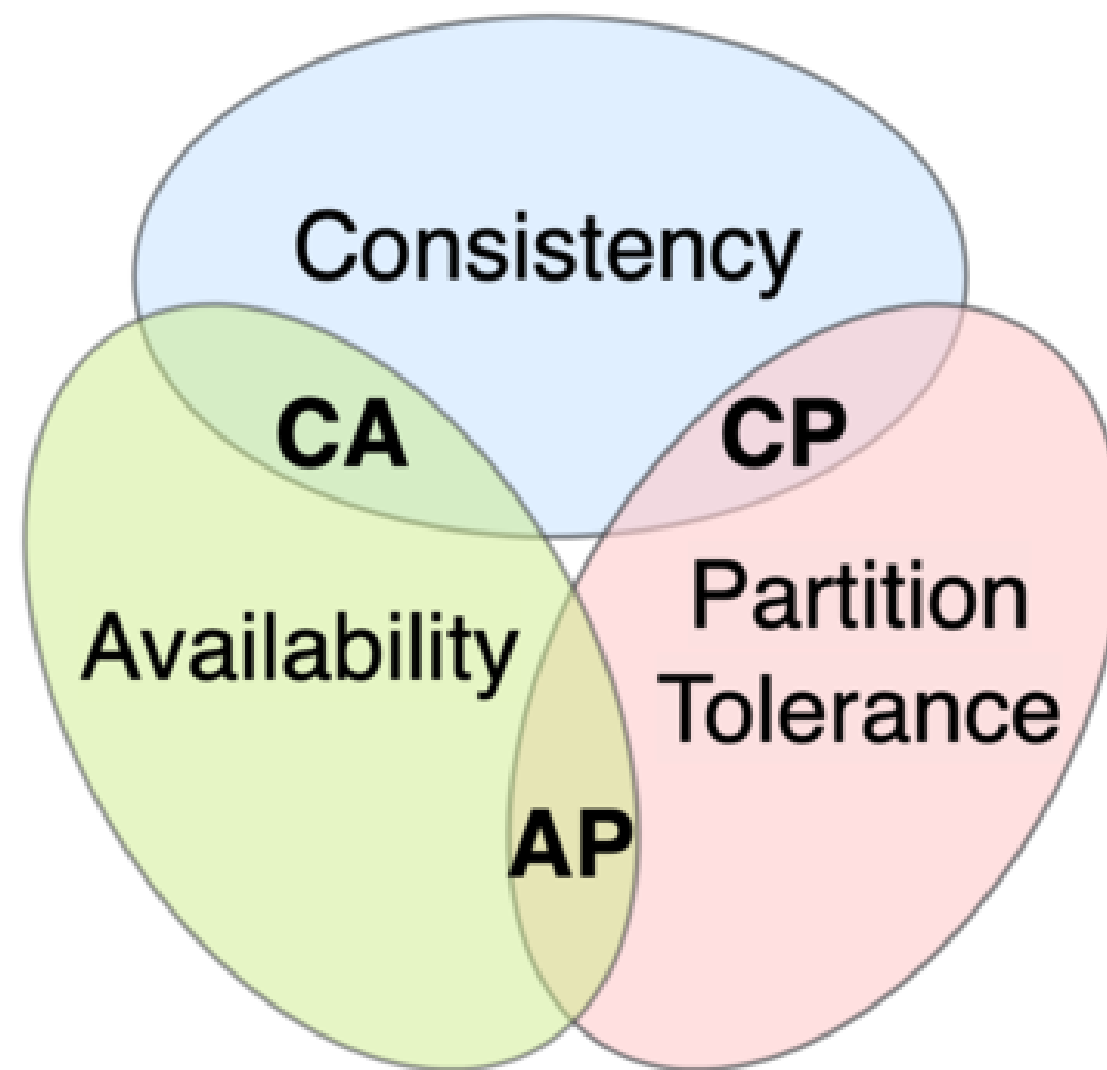 Consistency
CA
CP
Availability
Partition
Tolerance
AP